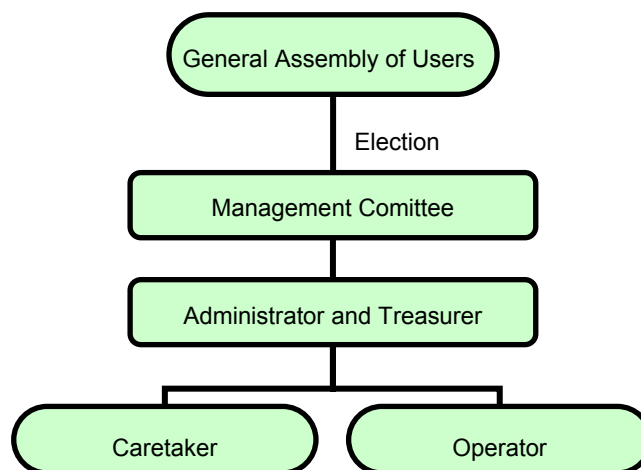 General Assembly of Users
Election
Management Comittee
Administrator and Treasurer
Caretaker
Operator